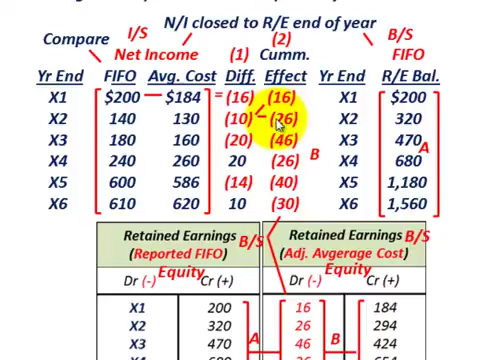 N/I closed to R/E end of year
I/S (2) B/S
Compare Net Income (1) Cumm. FIFO
Yr End FIFO Avg. Cost Diff. Effect Yr End R/E Bal.
X1 $200 $184 = (16) (16) X1 $200
X2 140 130 (10) (26) X2 320
X3 180 160 (20) (46) X3 470 A
X4 240 260 20 (26) B X4 680
X5 600 586 (14) (40) X5 1,180
X6 610 620 10 (30) X6 1,560
Retained Earnings B/S Retained Earnings B/S
(Reported FIFO) (Adj. Avgerage Cost)
Equity Equity
Dr (-) Cr (+) Dr (-) Cr (+)
X1 200 16 184
X2 320 26 294
X3 470 A 46 B 424